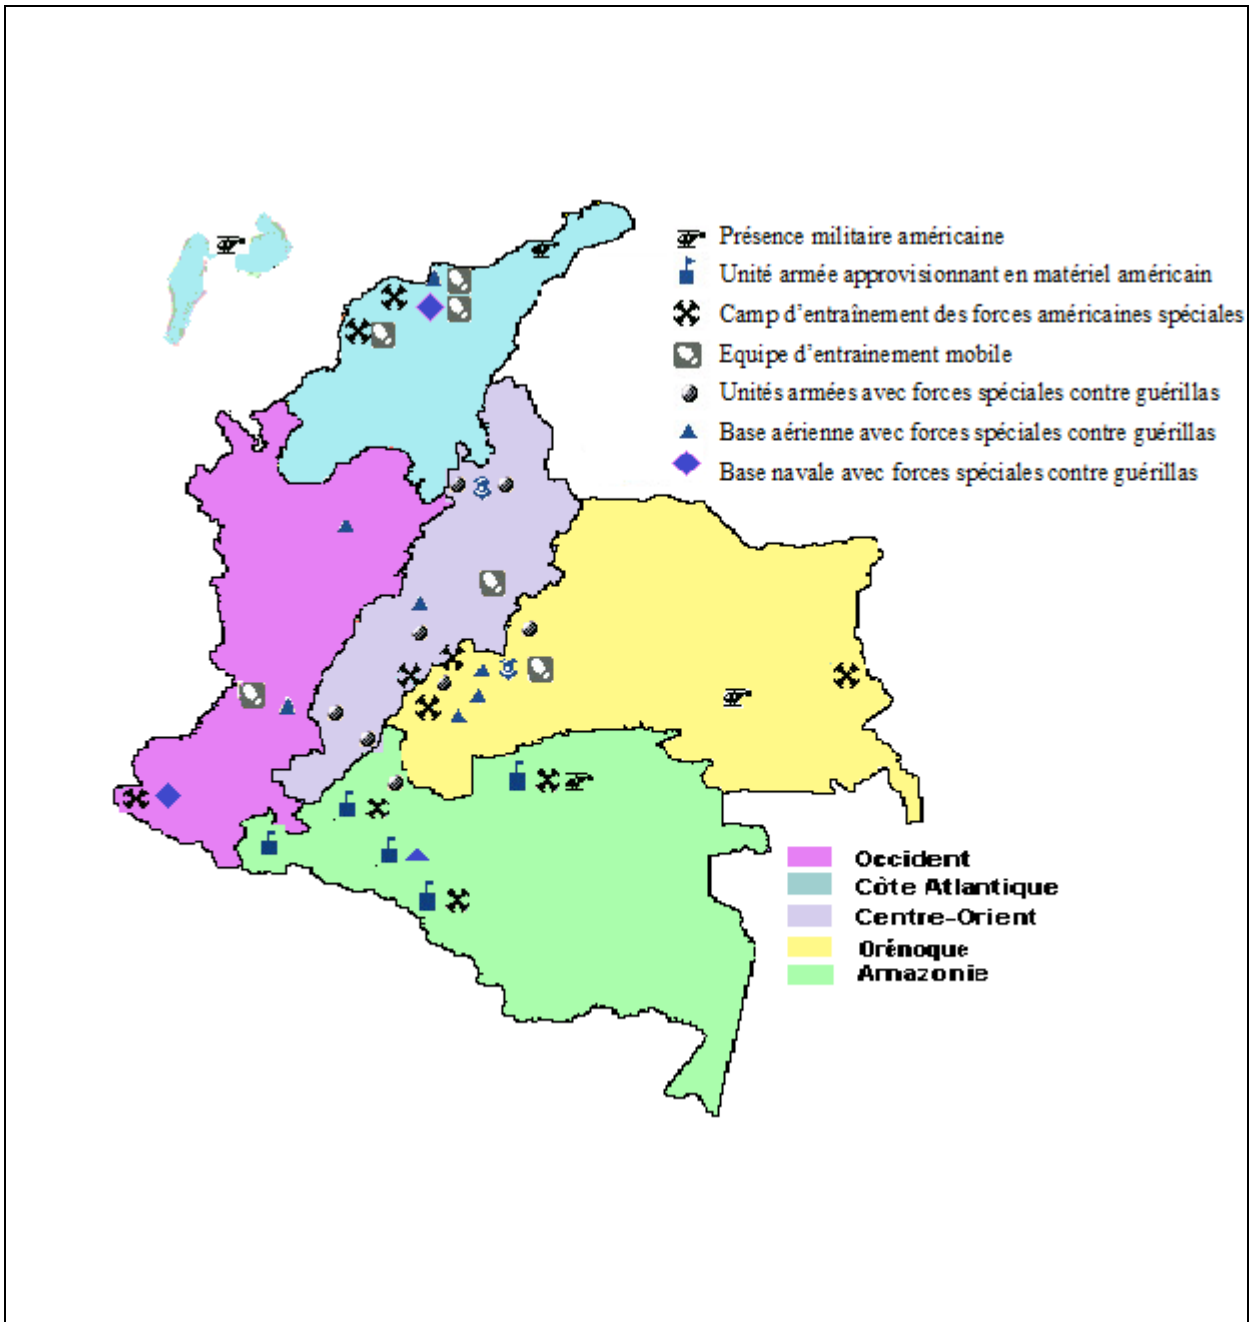 Présence militaire américaine
Unité armée approvisionnant en matériel américain
Camp d’entraînement des forces américaines spéciales
Equipe d’entrainement mobile
Unités armées avec forces spéciales contre guérillas
Base aérienne avec forces spéciales contre guérillas
Base navale avec forces spéciales contre guérillas
Occident
Côte Atlantique
Centre-Orient
Orénoque
Amazonie